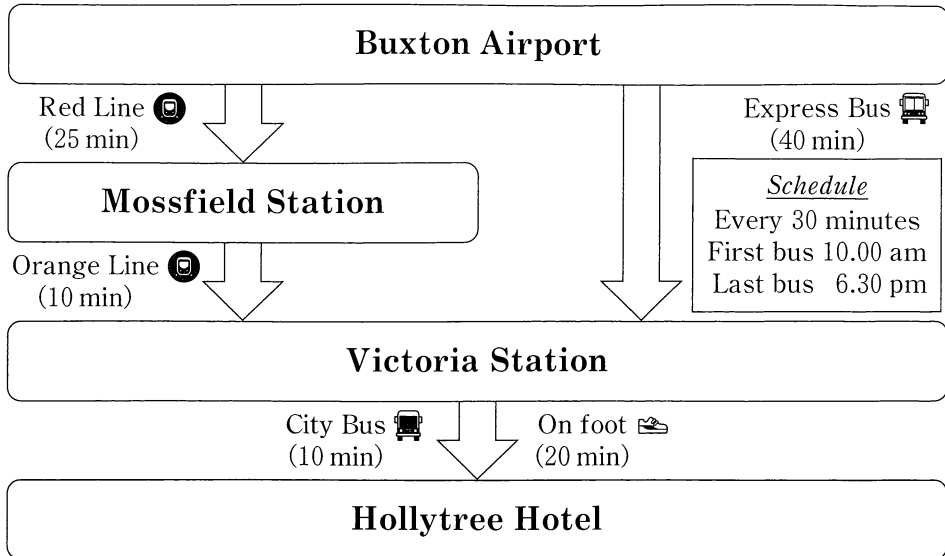 Buxton Airport
Red Line
(25 min)
Express Bus
(40 min)
Schedule
Every 30 minutes
First bus 10.00 am
Last bus 6.30 pm
Mossfield Station
Orange Line
(10 min)
Victoria Station
City Bus
(10 min)
On foot
(20 min)
Hollytree Hotel